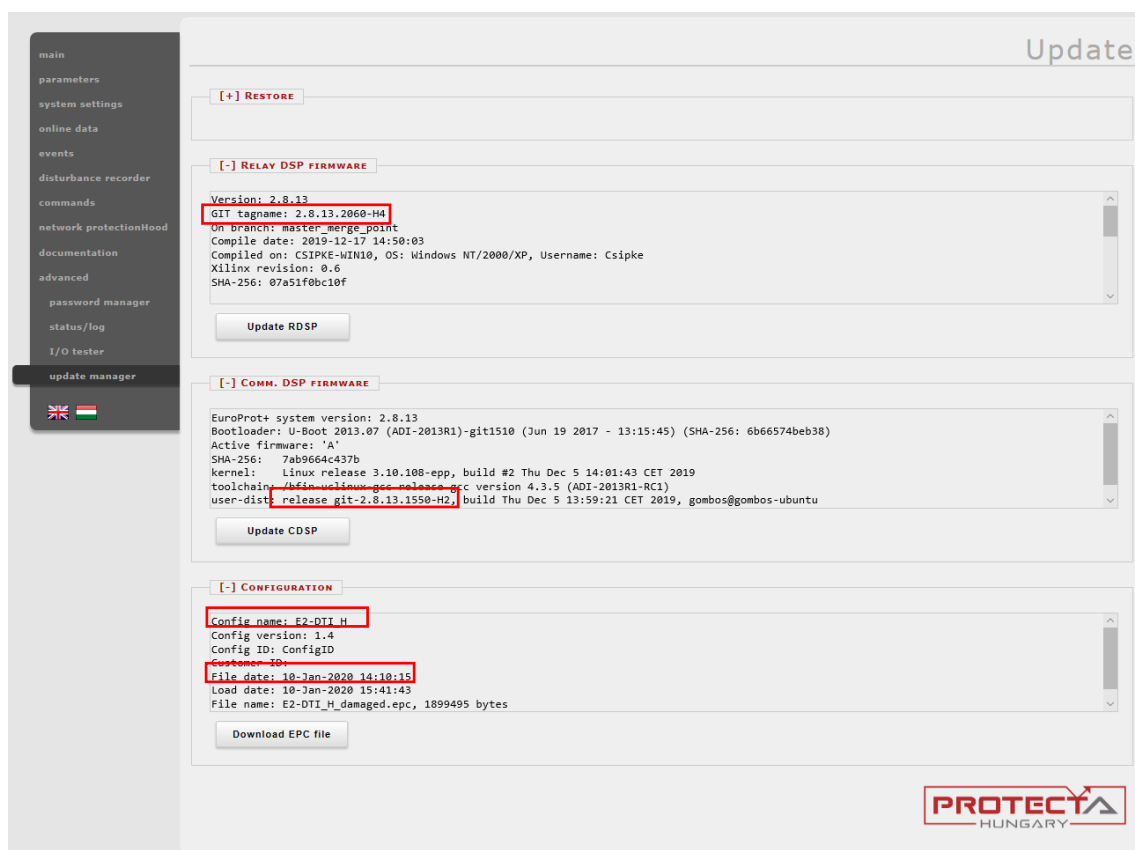 Update
main
parameters
system settings
online data
events
disturbance recorder
commands
network protectionHood
documentation
advanced
password manager
status/log
I/O tester
update manager
[+] RESTORE
[-] RELAY DSP FIRMWARE
Version: 2.8.13
GIT tagname: 2.8.13.2060-H4
On branch: master_merge_point
Compile date: 2019-12-17 14:50:03
Compiled on: CSIPKE-WIN10, OS: Windows NT/2000/XP, Username: Csipke
Xilinx revision: 0.6
SHA-256: 07a51f0bc10f
Update RDSP
[-] COMM. DSP FIRMWARE
EuroProt+ system version: 2.8.13
Bootloader: U-Boot 2013.07 (ADI-2013R1)-git1510 (Jun 19 2017 - 13:15:45) (SHA-256: 6b66574beb38)
Active firmware: 'A'
SHA-256: 7ab9664c437b
kernel: Linux release 3.10.108-epp, build #2 Thu Dec 5 14:01:43 CET 2019
toolchain: /bfin-uclinux-gcc release gcc version 4.3.5 (ADI-2013R1-RC1)
user-dist: release git-2.8.13.1550-H2, build Thu Dec 5 13:59:21 CET 2019, gombos@gombos-ubuntu
Update CDSP
[-] CONFIGURATION
Config name: E2-DTI_H
Config version: 1.4
Config ID: ConfigID
Customer ID:
File date: 10-Jan-2020 14:10:15
Load date: 10-Jan-2020 15:41:43
File name: E2-DTI_H_damaged.epc, 1899495 bytes
Download EPC file
PROTECTA
HUNGARY